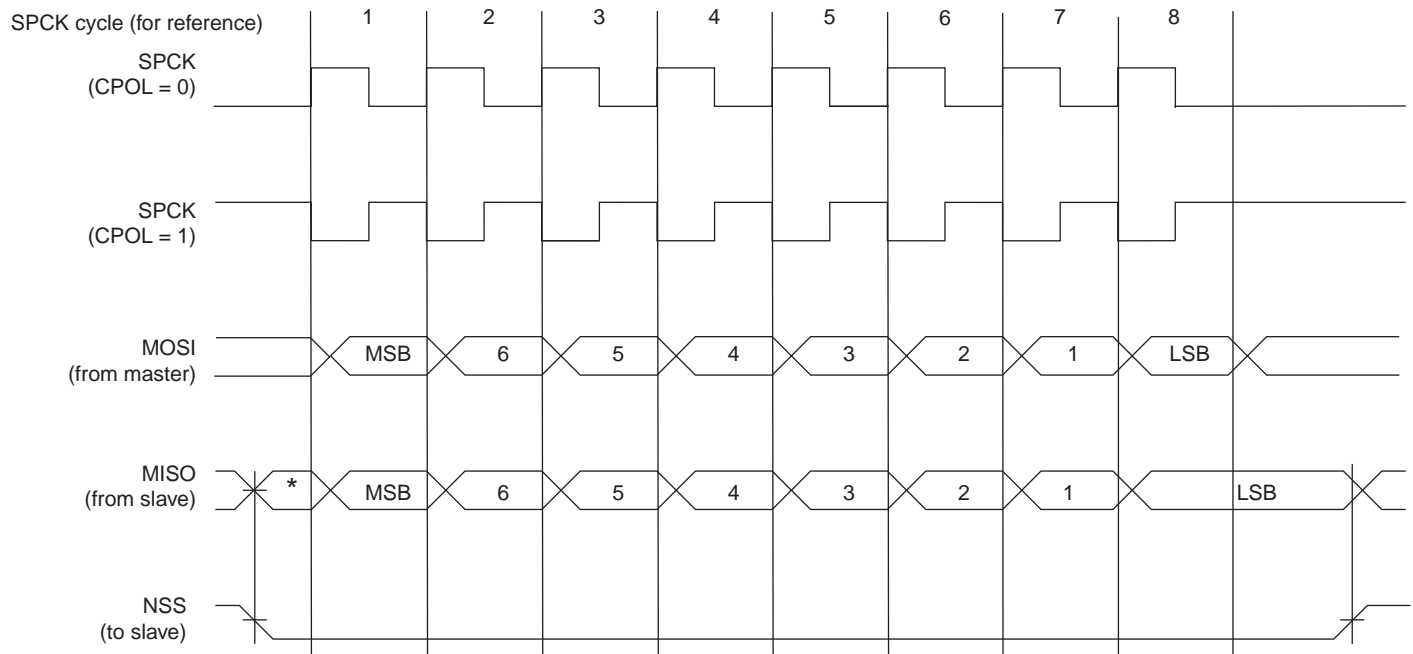 SPCK cycle (for reference) 1 2 3 4 5 6 7 8
SPCK
(CPOL = 0)
SPCK
(CPOL = 1)
MOSI
(from master)
MSB 6 5 4 3 2 1 LSB
MISO
(from slave)
* MSB 6 5 4 3 2 1 LSB
NSS
(to slave)